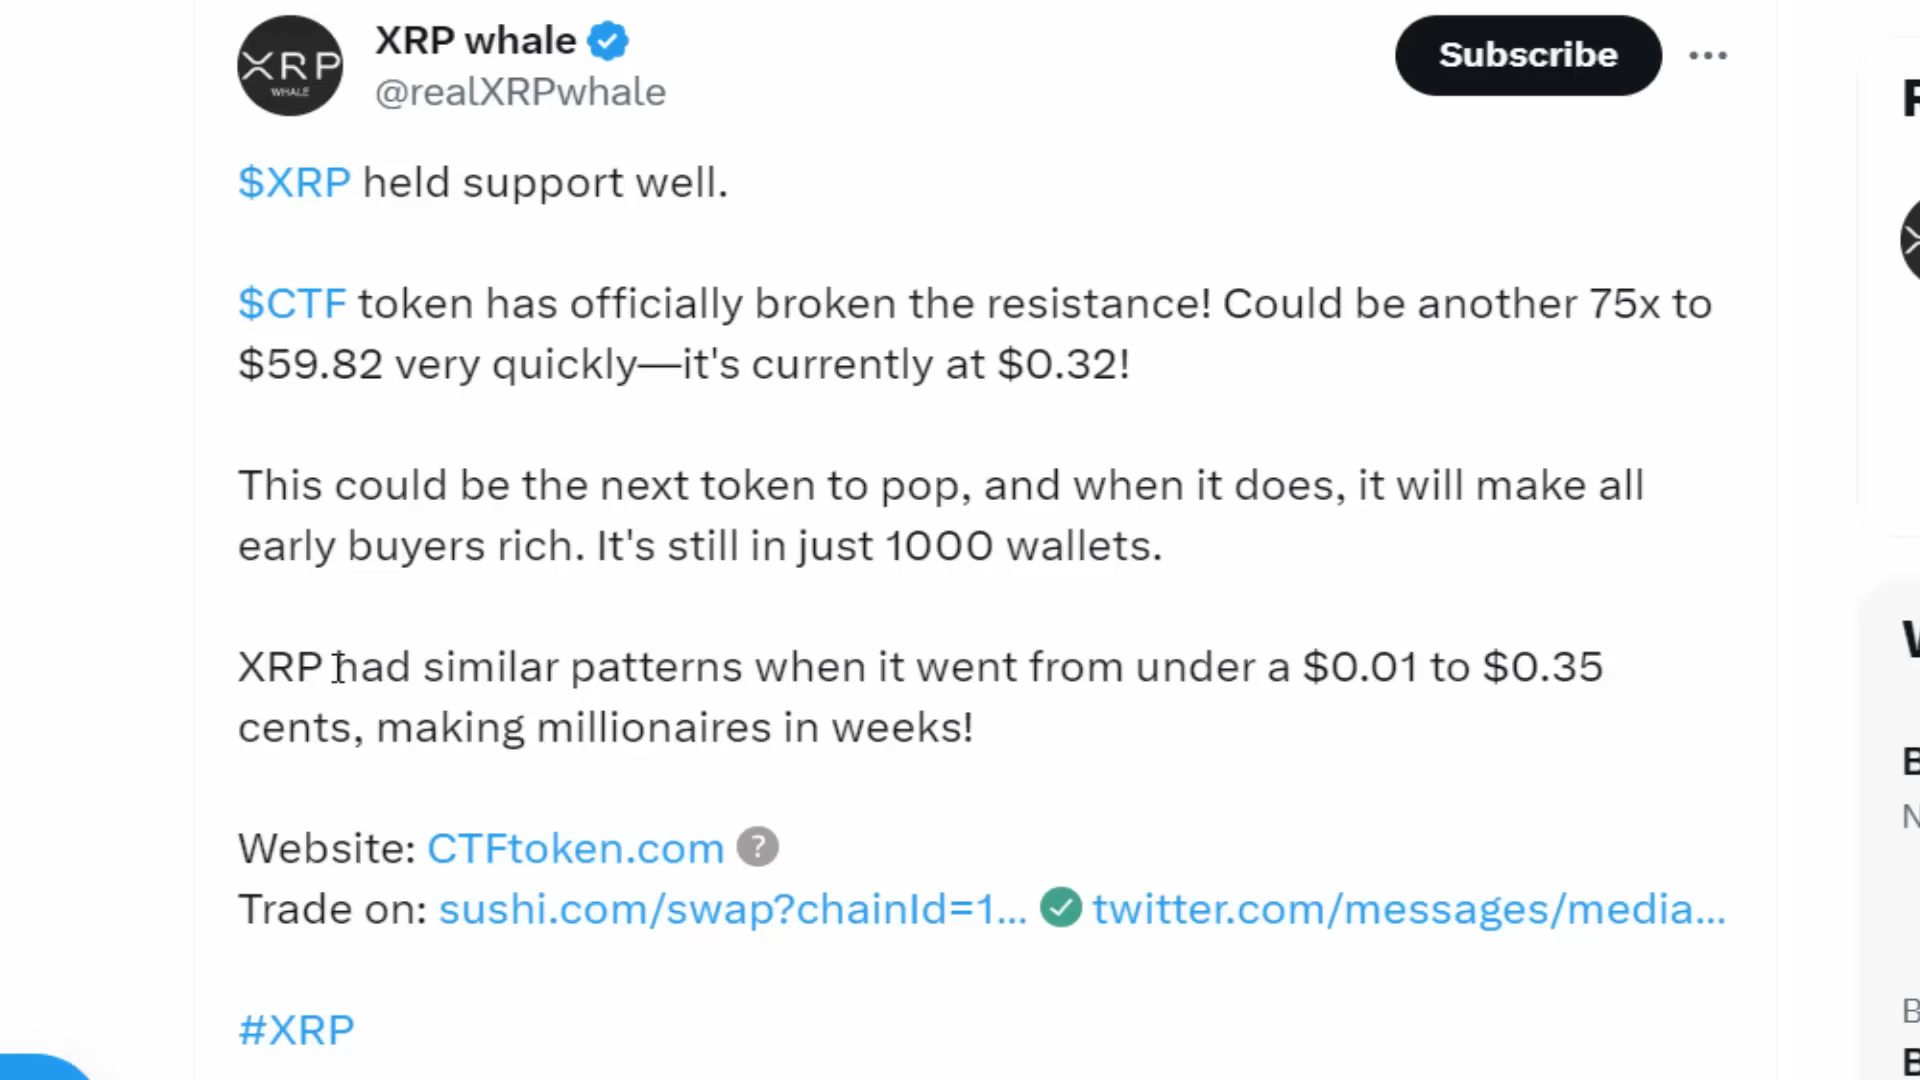 XRP
WHALE
XRP whale
@realXRPwhale
Subscribe
$XRP held support well.
$CTF token has officially broken the resistance! Could be another 75x to
$59.82 very quickly—it's currently at $0.32!
This could be the next token to pop, and when it does, it will make all
early buyers rich. It's still in just 1000 wallets.
XRP had similar patterns when it went from under a $0.01 to $0.35
cents, making millionaires in weeks!
Website: CTFtoken.com ?
Trade on: sushi.com/swap?chainId=1... twitter.com/messages/media...
#XRP